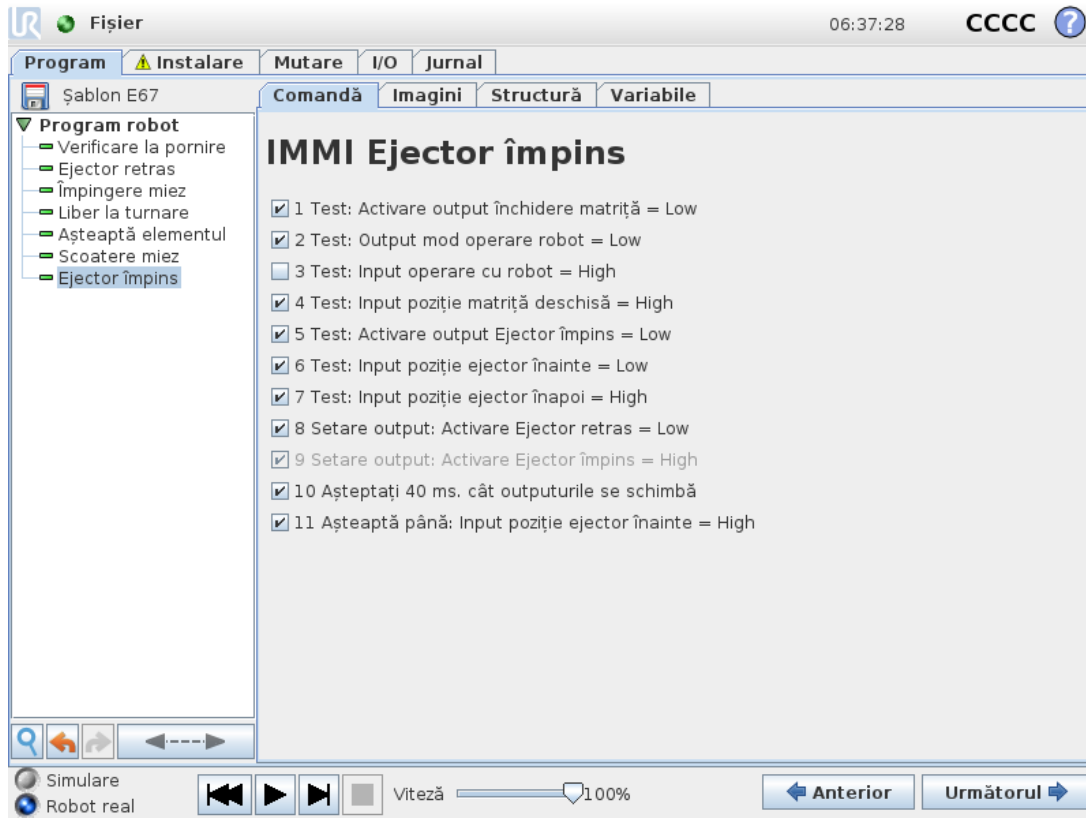 UR Fișier 06:37:28 CCCC ?
Program Instalare Mutare I/O Jurnal
Șablon E67 Comandă Imagini Structură Variabile
Program robot
Verificare la pornire
Ejector retras
Împingere miez
Liber la turnare
Așteaptă elementul
Scoatere miez
Ejector împins
IMMI Ejector împins
1 Test: Activare output închidere matriță = Low
2 Test: Output mod operare robot = Low
3 Test: Input operare cu robot = High
4 Test: Input poziție matriță deschisă = High
5 Test: Activare output Ejector împins = Low
6 Test: Input poziție ejector înainte = Low
7 Test: Input poziție ejector înapoi = High
8 Setare output: Activare Ejector retras = Low
9 Setare output: Activare Ejector împins = High
10 Așteptați 40 ms. cât outputurile se schimbă
11 Așteaptă până: Input poziție ejector înainte = High
Simulare
Robot real
Viteză 100% Anterior Următorul